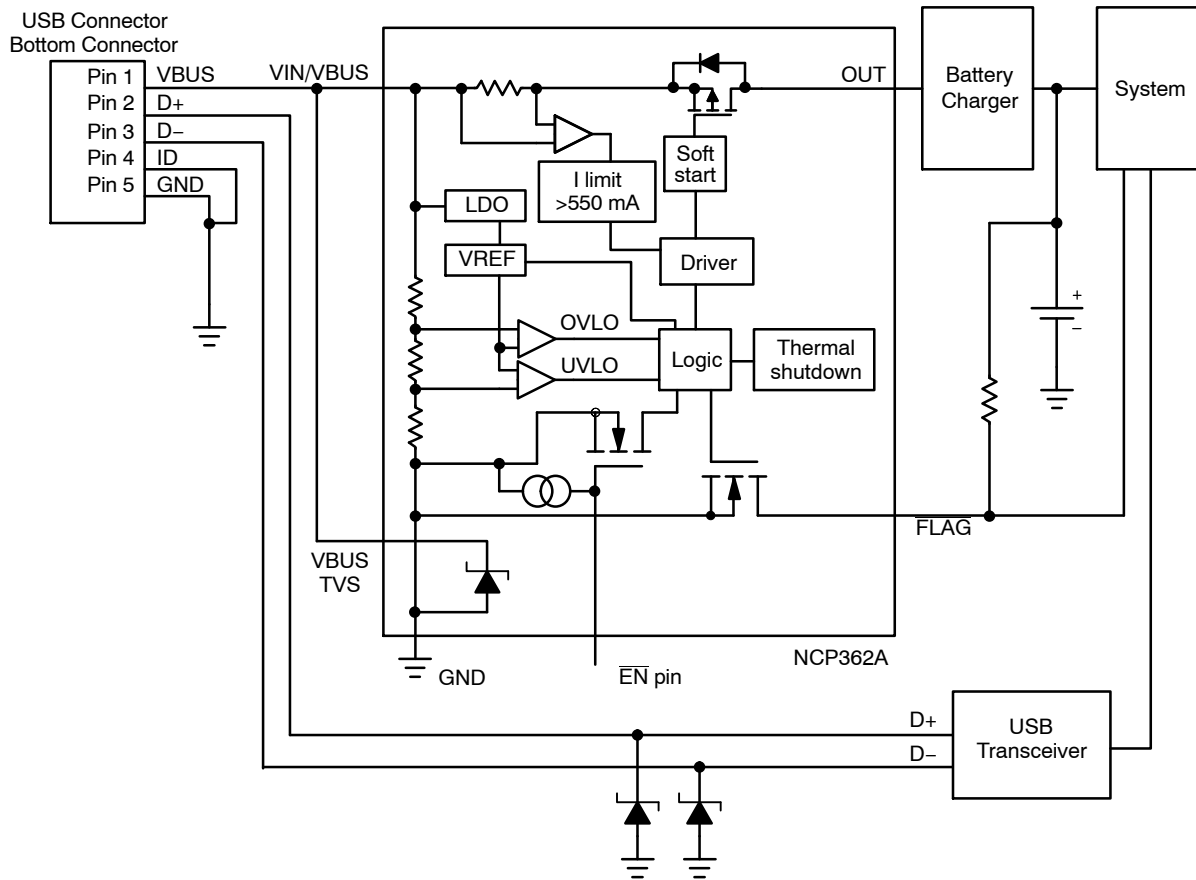 USB Connector
Bottom Connector
Pin 1
VBUS
Pin 2
D+
Pin 3
D−
Pin 4
ID
Pin 5
GND
VIN/VBUS
OUT
Battery
Charger
System
Soft
start
I limit
>550 mA
LDO
VREF
Driver
OVLO
UVLO
Logic
Thermal
shutdown
+
−
FLAG
VBUS
TVS
GND
EN pin
NCP362A
D+
D−
USB
Transceiver